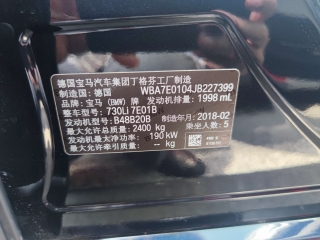 德国宝马汽车集团丁格芬工厂制造
制造国：德国 WBA7E0104JB227399
品牌：宝马 (BMW) 牌 发动机排量：1998 mL
整车型号：730Li 7E01B
发动机型号：B48B20B 制造年月：2018-02
最大允许总质量：2400 kg 乘坐人数：5
发动机最大净功率：190 kW
最大允许牵引质量：-- kg